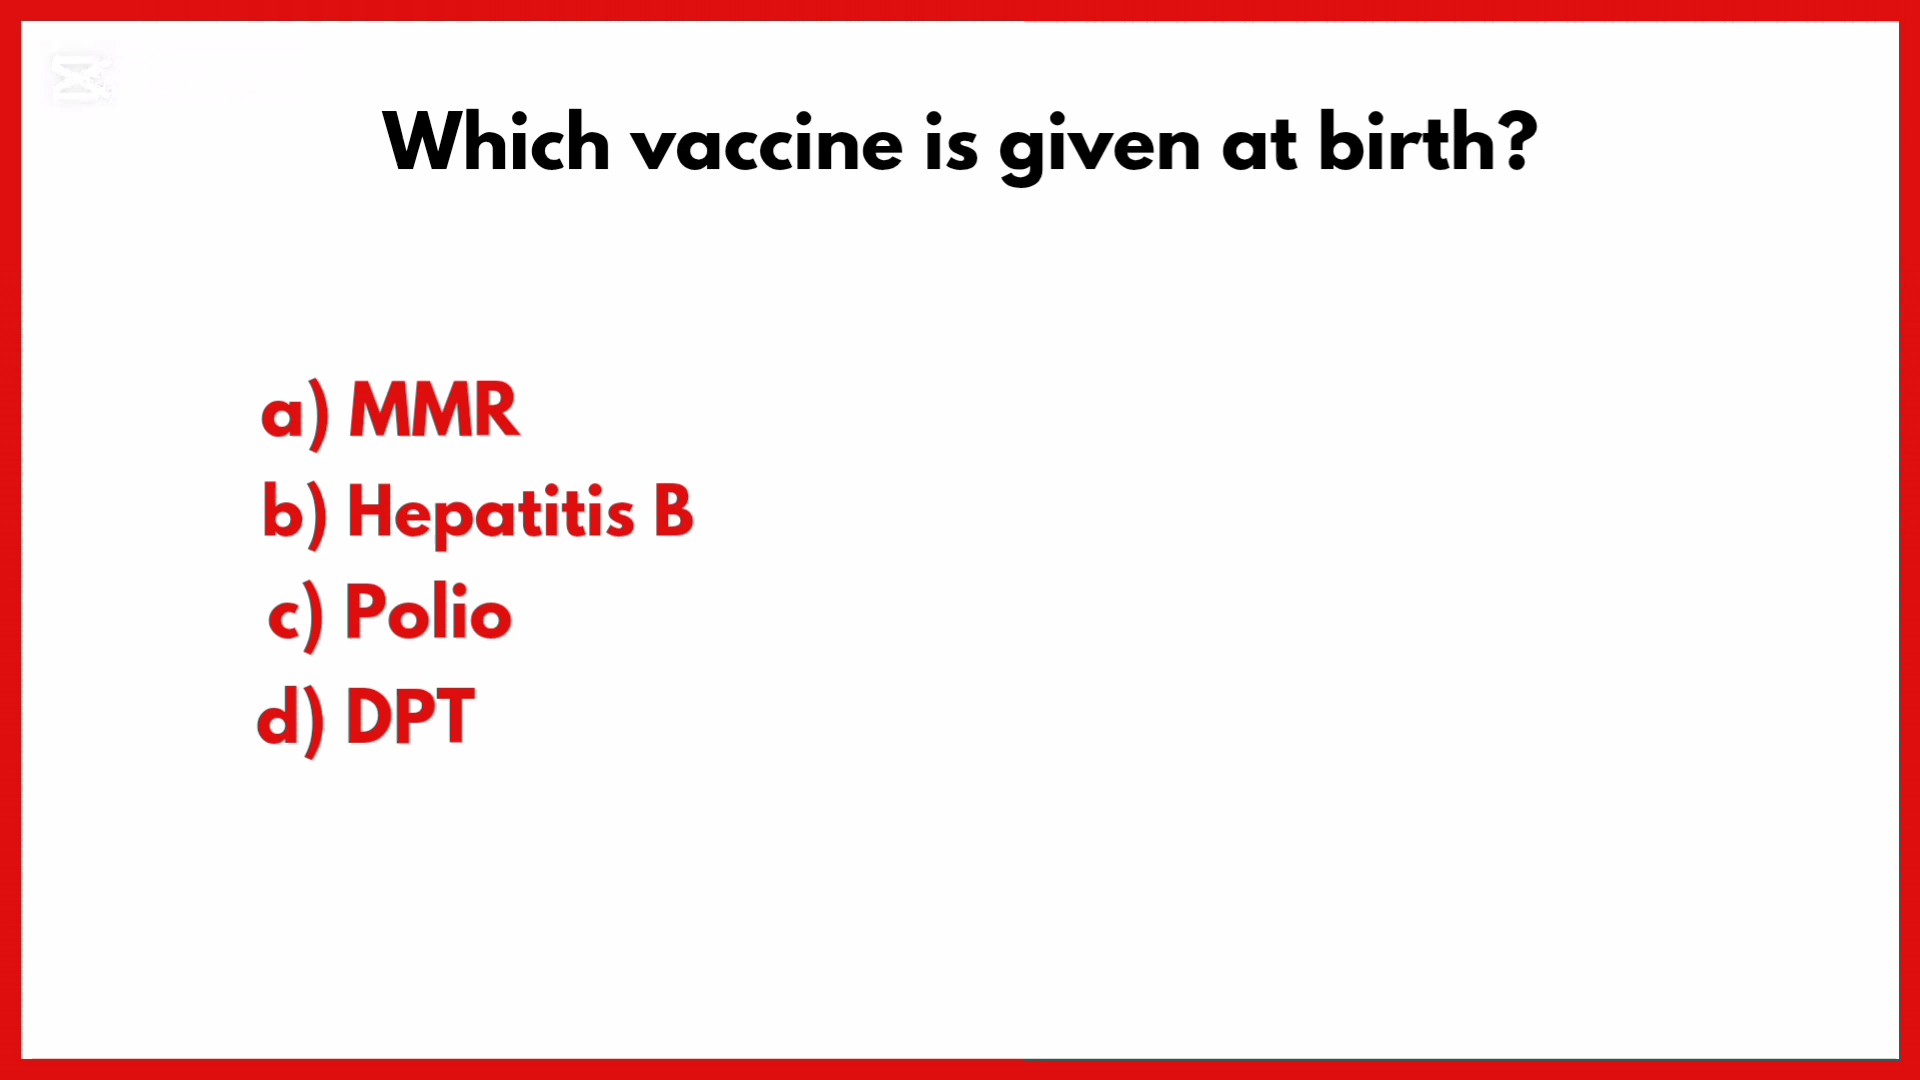 Which vaccine is given at birth?
a) MMR
b) Hepatitis B
c) Polio
d) DPT